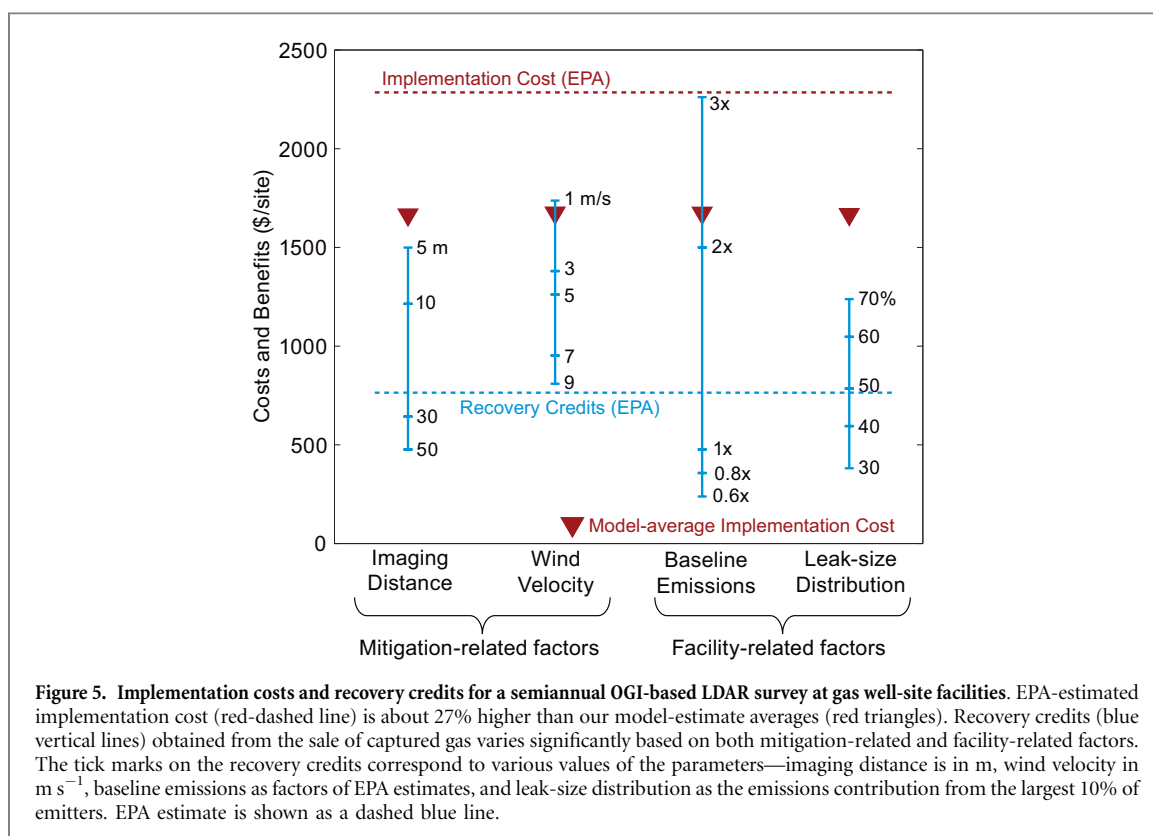 2500
Implementation Cost (EPA)
3x
2000
1 m/s
1500
5 m
2x
3
10
5
70%
60
1000
7
9
50
Recovery Credits (EPA)
30
40
500
50
1x
0.8x
30
0.6x
Model-average Implementation Cost
0
Costs and Benefits ($/site)
Imaging Distance
Wind Velocity
Baseline Emissions
Leak-size Distribution
Mitigation-related factors
Facility-related factors
Figure 5. Implementation costs and recovery credits for a semiannual OGI-based LDAR survey at gas well-site facilities. EPA-estimated
implementation cost (red-dashed line) is about 27% higher than our model-estimate averages (red triangles). Recovery credits (blue
vertical lines) obtained from the sale of captured gas varies significantly based on both mitigation-related and facility-related factors.
The tick marks on the recovery credits correspond to various values of the parameters—imaging distance is in m, wind velocity in
m s⁻¹, baseline emissions as factors of EPA estimates, and leak-size distribution as the emissions contribution from the largest 10% of
emitters. EPA estimate is shown as a dashed blue line.